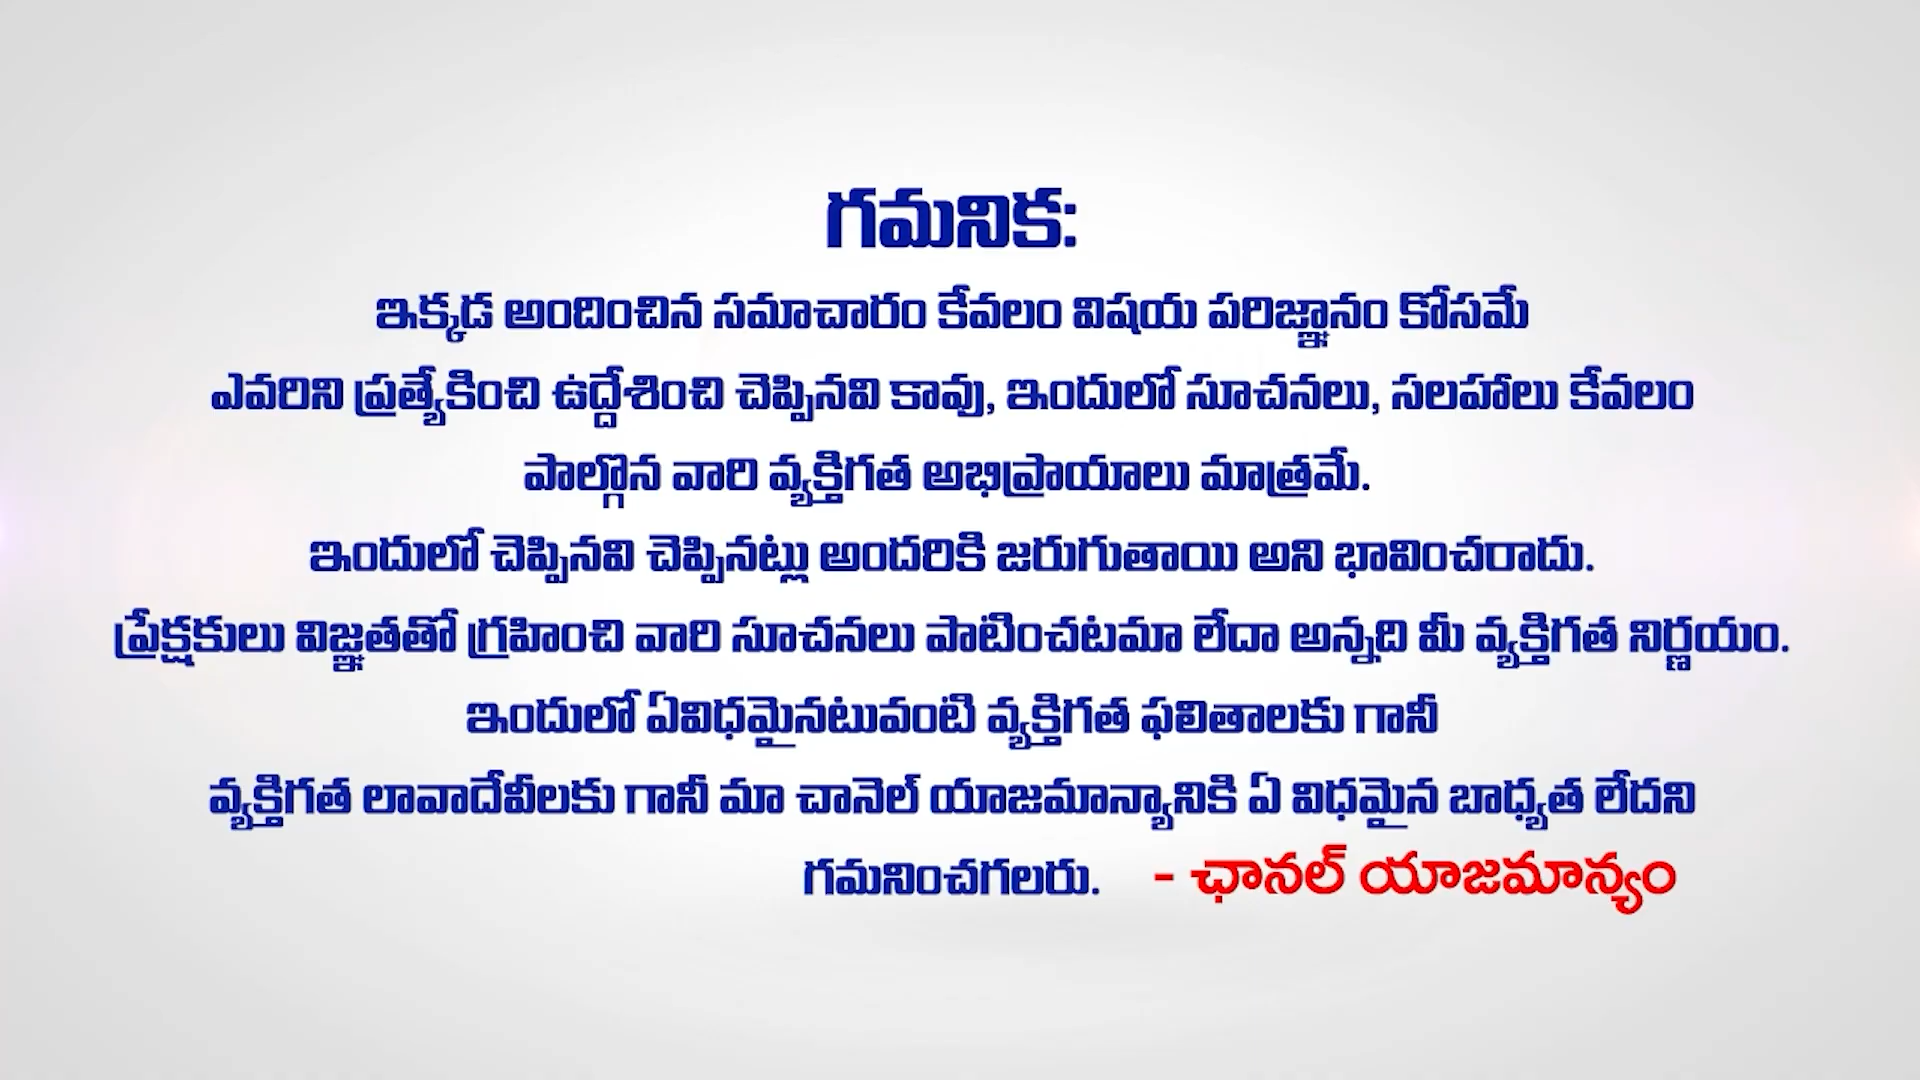 గమనిక:
ఇక్కడ అందించిన సమాచారం కేవలం విషయ పరిజ్ఞానం కోసమే
ఎవరిని ప్రత్యేకించి ఉద్దేశించి చెప్పినవి కావు, ఇందులో సూచనలు, సలహాలు కేవలం
పాల్గొన వారి వ్యక్తిగత అభిప్రాయాలు మాత్రమే.
ఇందులో చెప్పినవి చెప్పినట్లు అందరికి జరుగుతాయి అని భావించరాదు.
ప్రేక్షకులు విజ్ఞతతో గ్రహించి వారి సూచనలు పాటించటమా లేదా అన్నది మీ వ్యక్తిగత నిర్ణయం.
ఇందులో ఏవిధమైనటువంటి వ్యక్తిగత ఫలితాలకు గానీ
వ్యక్తిగత లావాదేవీలకు గానీ మా చానెల్ యాజమాన్యానికి ఏ విధమైన బాధ్యత లేదని
గమనించగలరు. - ఛానల్ యాజమాన్యం